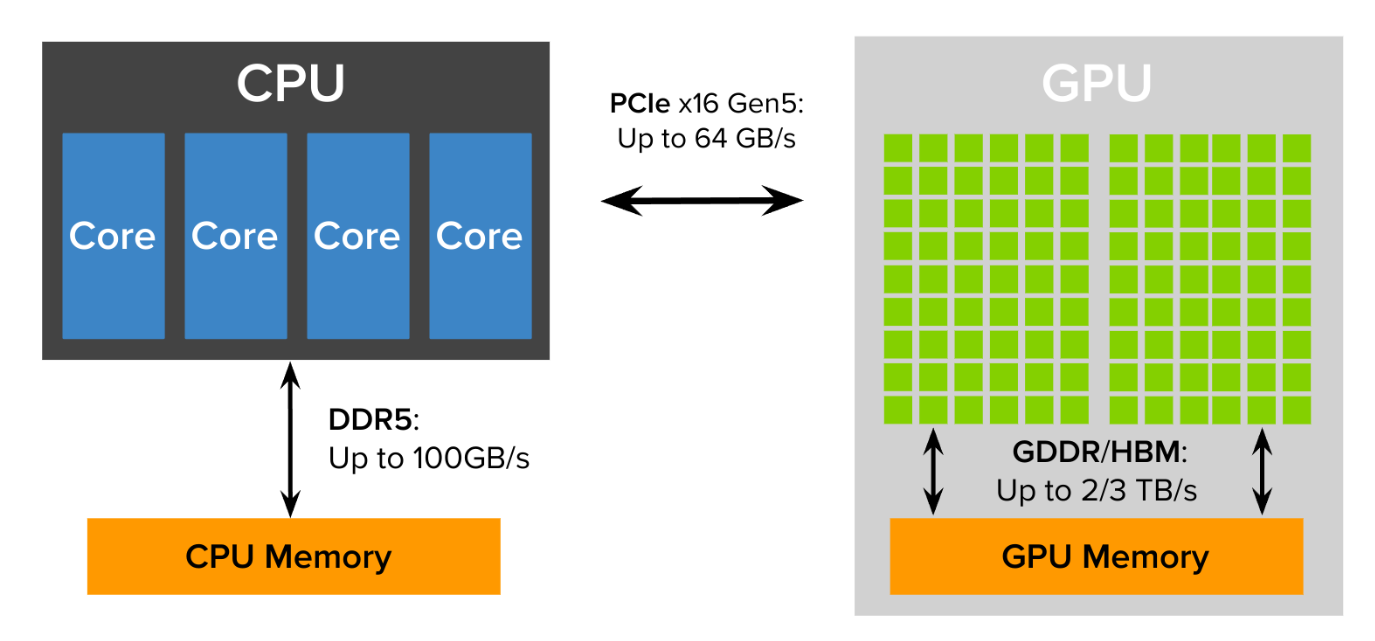 CPU
Core Core Core Core
DDR5:
Up to 100GB/s
CPU Memory
PCIe x16 Gen5:
Up to 64 GB/s
GPU
GDDR/HBM:
Up to 2/3 TB/s
GPU Memory